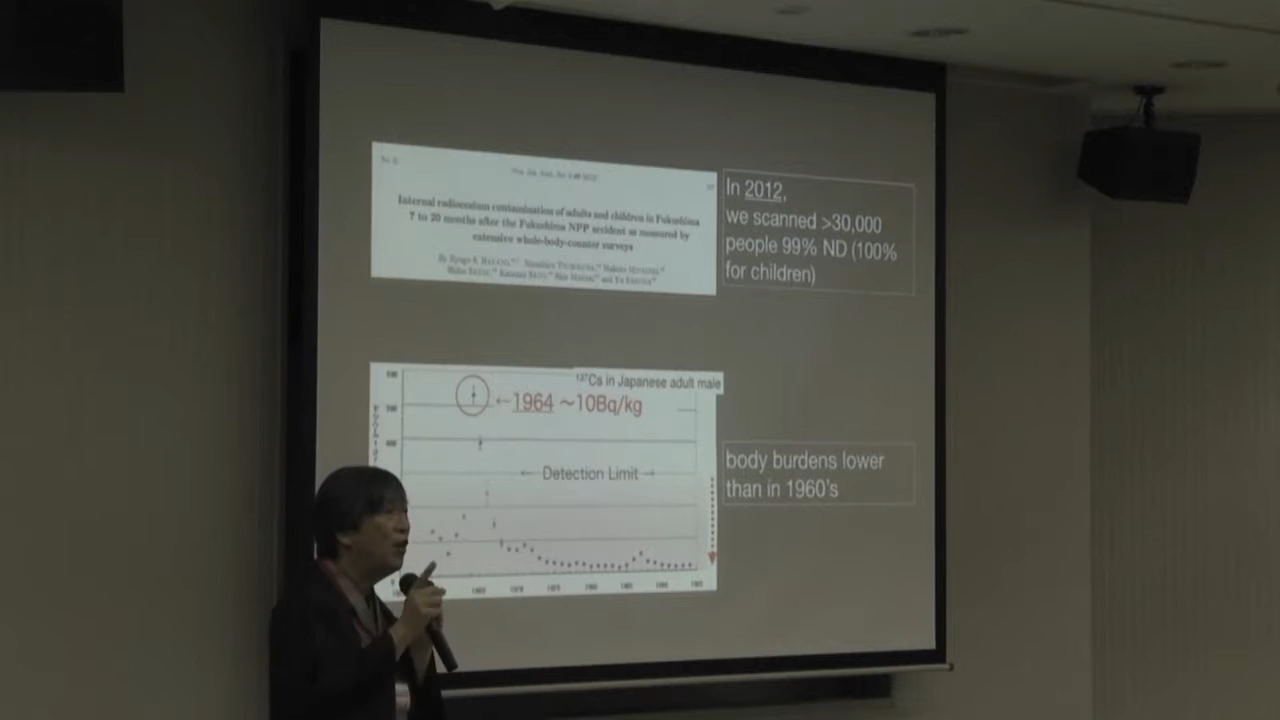 In 2012,
we scanned >30,000
people 99% ND (100%
for children)
Internal radiocesium contamination of adults and children in Fukushima
7 to 20 months after the Fukushima NPP accident as measured by
extensive whole-body-counter surveys
137Cs in Japanese adult male
←1964 ~10Bq/kg
← Detection Limit →
body burdens lower
than in 1960's